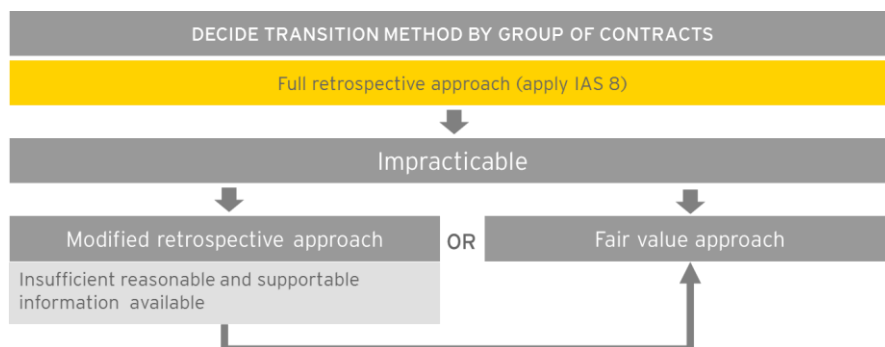 DECIDE TRANSITION METHOD BY GROUP OF CONTRACTS
Full retrospective approach (apply IAS 8)
Impracticable
Modified retrospective approach
OR
Fair value approach
Insufficient reasonable and supportable
information available